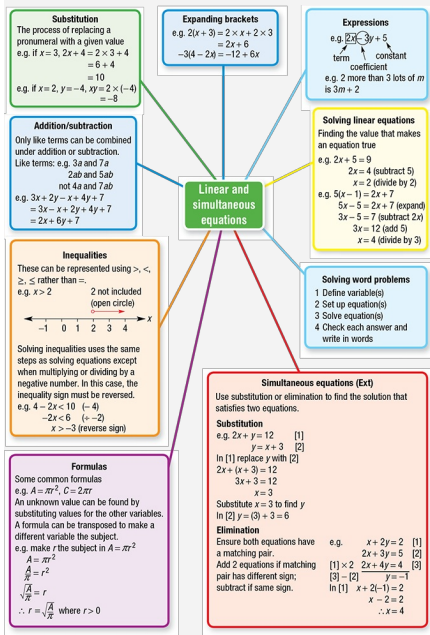 Substitution
The process of replacing a
pronumeral with a given value
e.g. if x = 3, 2x + 4 = 2 × 3 + 4
= 6 + 4
= 10
e.g. if x = 2, y = −4, xy = 2 × (−4)
= −8
Expanding brackets
e.g. 2(x + 3) = 2 × x + 2 × 3
= 2x + 6
−3(4 − 2x) = −12 + 6x
Expressions
e.g. 2x − 3y + 5
term
constant
coefficient
e.g. 2 more than 3 lots of m
is 3m + 2
Addition/subtraction
Only like terms can be combined
under addition or subtraction.
Like terms: e.g. 3a and 7a
2ab and 5ab
not 4a and 7ab
e.g. 3x + 2y − x + 4y + 7
= 3x − x + 2y + 4y + 7
= 2x + 6y + 7
Linear and
simultaneous
equations
Solving linear equations
Finding the value that makes
an equation true
e.g. 2x + 5 = 9
2x = 4 (subtract 5)
x = 2 (divide by 2)
e.g. 5(x − 1) = 2x + 7
5x − 5 = 2x + 7 (expand)
3x − 5 = 7 (subtract 2x)
3x = 12 (add 5)
x = 4 (divide by 3)
Inequalities
These can be represented using >, <,
≥, ≤ rather than =.
e.g. x > 2 2 not included
(open circle)
−1 0 1 2 3 4 x
Solving inequalities uses the same
steps as solving equations except
when multiplying or dividing by a
negative number. In this case, the
inequality sign must be reversed.
e.g. 4 − 2x < 10 (− 4)
−2x < 6 (÷ −2)
x > −3 (reverse sign)
Solving word problems
1 Define variable(s)
2 Set up equation(s)
3 Solve equation(s)
4 Check each answer and
write in words
Formulas
Some common formulas
e.g. A = πr², C = 2πr
An unknown value can be found by
substituting values for the other variables.
A formula can be transposed to make a
different variable the subject.
e.g. make r the subject in A = πr²
A = πr²
A/π = r²
√(A/π) = r
∴ r = √(A/π) where r > 0
Simultaneous equations (Ext)
Use substitution or elimination to find the solution that
satisfies two equations.
Substitution
e.g. 2x + y = 12 [1]
y = x + 3 [2]
In [1] replace y with [2]
2x + (x + 3) = 12
3x + 3 = 12
x = 3
Substitute x = 3 to find y
In [2] y = (3) + 3 = 6
Elimination
Ensure both equations have
a matching pair.
Add 2 equations if matching
pair has different sign;
subtract if same sign.
e.g. x + 2y = 2 [1]
2x + 3y = 5 [2]
[1] × 2 2x + 4y = 4 [3]
[3] − [2] y = −1
In [1] x + 2(−1) = 2
x − 2 = 2
∴ x = 4